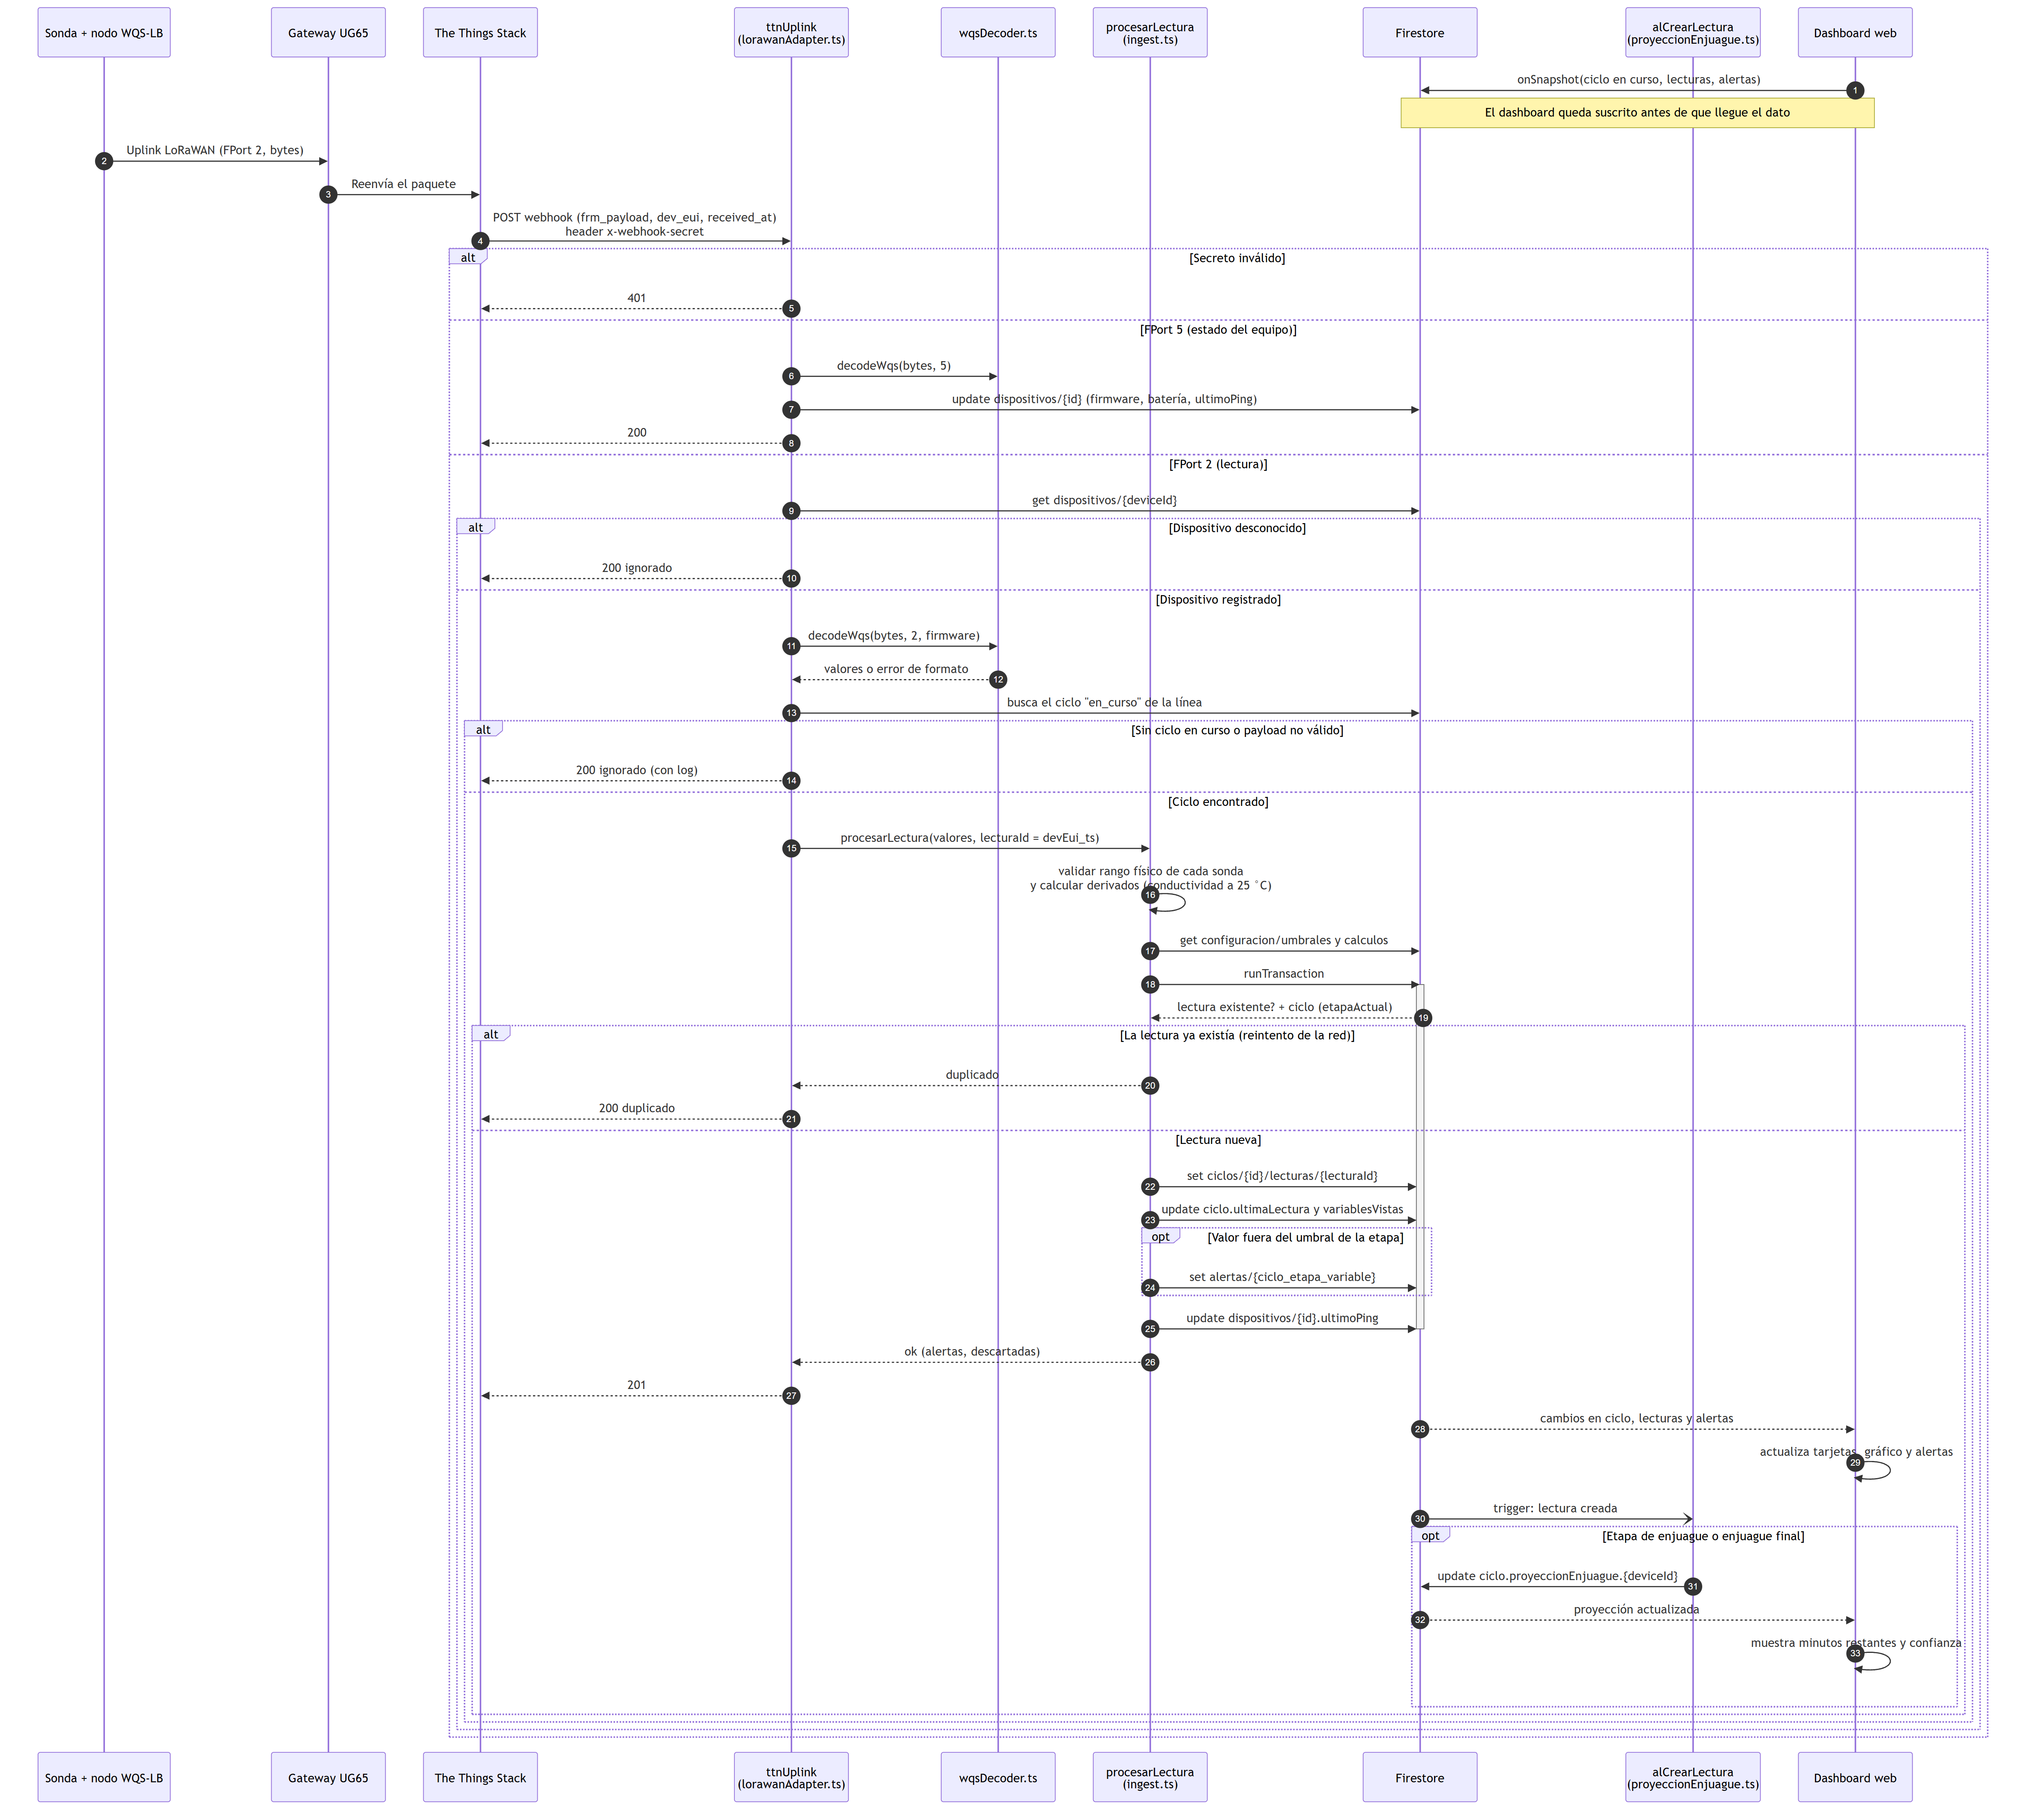 Sonda + nodo WQS-LB
Gateway UG65
The Things Stack
ttnUplink
(lorawanAdapter.ts)
wqsDecoder.ts
procesarLectura
(ingest.ts)
Firestore
alCrearLectura
(proyeccionEnjuague.ts)
Dashboard web
onSnapshot(ciclo en curso, lecturas, alertas)
1
El dashboard queda suscrito antes de que llegue el dato
Uplink LoRaWAN (FPort 2, bytes)
2
Reenvía el paquete
3
POST webhook (frm_payload, dev_eui, received_at)
header x-webhook-secret
4
alt
[Secreto inválido]
401
5
[FPort 5 (estado del equipo)]
decodeWqs(bytes, 5)
6
update dispositivos/{id} (firmware, batería, ultimoPing)
7
200
8
[FPort 2 (lectura)]
get dispositivos/{deviceId}
9
alt
[Dispositivo desconocido]
200 ignorado
10
[Dispositivo registrado]
decodeWqs(bytes, 2, firmware)
11
valores o error de formato
12
busca el ciclo "en_curso" de la línea
13
alt
[Sin ciclo en curso o payload no válido]
200 ignorado (con log)
14
[Ciclo encontrado]
procesarLectura(valores, lecturaId = devEui_ts)
15
validar rango físico de cada sonda
y calcular derivados (conductividad a 25 °C)
16
get configuracion/umbrales y calculos
17
runTransaction
18
lectura existente? + ciclo (etapaActual)
19
alt
[La lectura ya existía (reintento de la red)]
duplicado
20
200 duplicado
21
[Lectura nueva]
set ciclos/{id}/lecturas/{lecturaId}
22
update ciclo.ultimaLectura y variablesVistas
23
opt
[Valor fuera del umbral de la etapa]
set alertas/{ciclo_etapa_variable}
24
update dispositivos/{id}.ultimoPing
25
ok (alertas, descartadas)
26
201
27
cambios en ciclo, lecturas y alertas
28
actualiza tarjetas, gráfico y alertas
29
trigger: lectura creada
30
opt
[Etapa de enjuague o enjuague final]
update ciclo.proyeccionEnjuague.{deviceId}
31
proyección actualizada
32
muestra minutos restantes y confianza
33
Sonda + nodo WQS-LB
Gateway UG65
The Things Stack
ttnUplink
(lorawanAdapter.ts)
wqsDecoder.ts
procesarLectura
(ingest.ts)
Firestore
alCrearLectura
(proyeccionEnjuague.ts)
Dashboard web